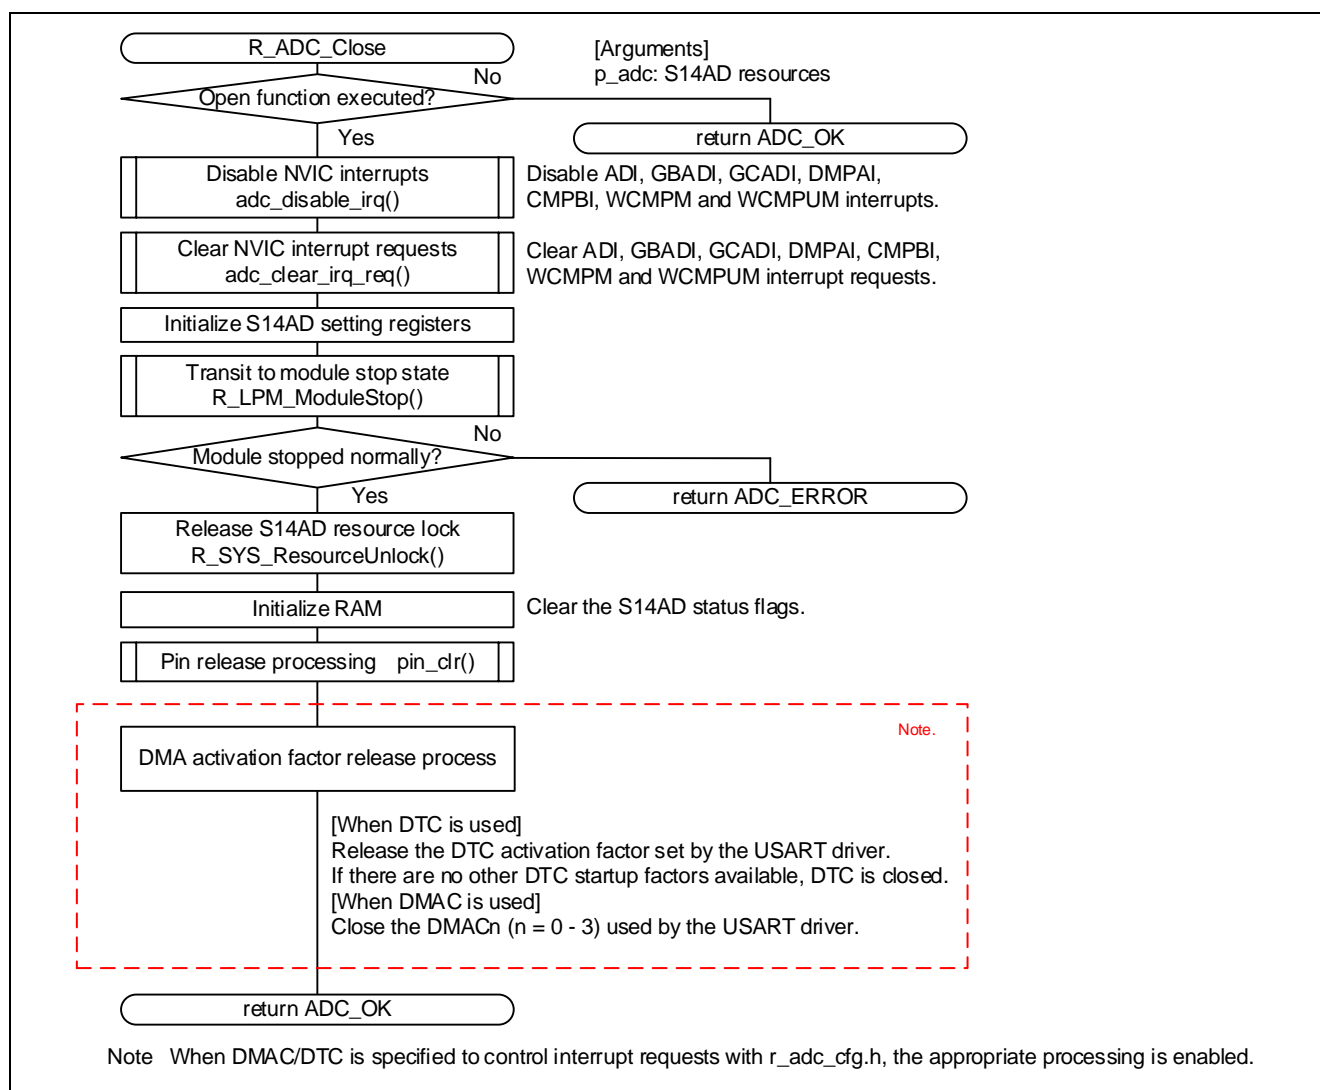 R_ADC_Close
[Arguments]
p_adc: S14AD resources
No
Open function executed?
return ADC_OK
Yes
Disable NVIC interrupts
adc_disable_irq()
Disable ADI, GBADI, GCADI, DMPAI,
CMPBI, WCMPM and WCMPUM interrupts.
Clear NVIC interrupt requests
adc_clear_irq_req()
Clear ADI, GBADI, GCADI, DMPAI, CMPBI,
WCMPM and WCMPUM interrupt requests.
Initialize S14AD setting registers
Transit to module stop state
R_LPM_ModuleStop()
No
Module stopped normally?
return ADC_ERROR
Yes
Release S14AD resource lock
R_SYS_ResourceUnlock()
Initialize RAM
Clear the S14AD status flags.
Pin release processing pin_clr()
Note.
DMA activation factor release process
[When DTC is used]
Release the DTC activation factor set by the USART driver.
If there are no other DTC startup factors available, DTC is closed.
[When DMAC is used]
Close the DMACn (n = 0 - 3) used by the USART driver.
return ADC_OK
Note When DMAC/DTC is specified to control interrupt requests with r_adc_cfg.h, the appropriate processing is enabled.